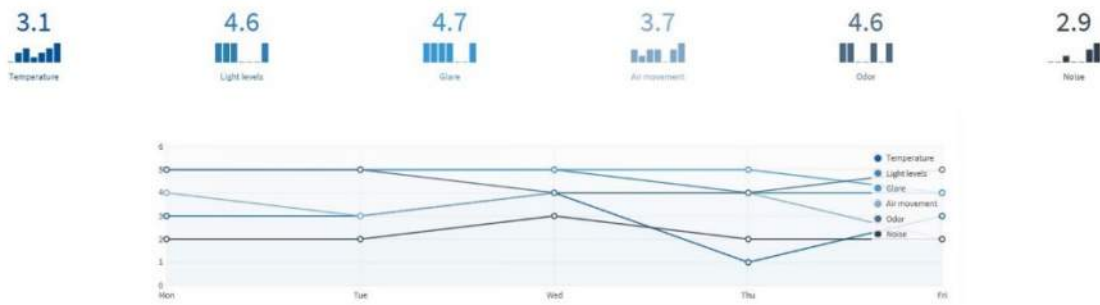 3.1 4.6 4.7 3.7 4.6 2.9
Temperature Light levels Glare Air movement Odor Noise
6
5
4
3
2
1
0
Temperature
Light levels
Glare
Air movement
Odor
Noise
Mon Tue Wed Thu Fri